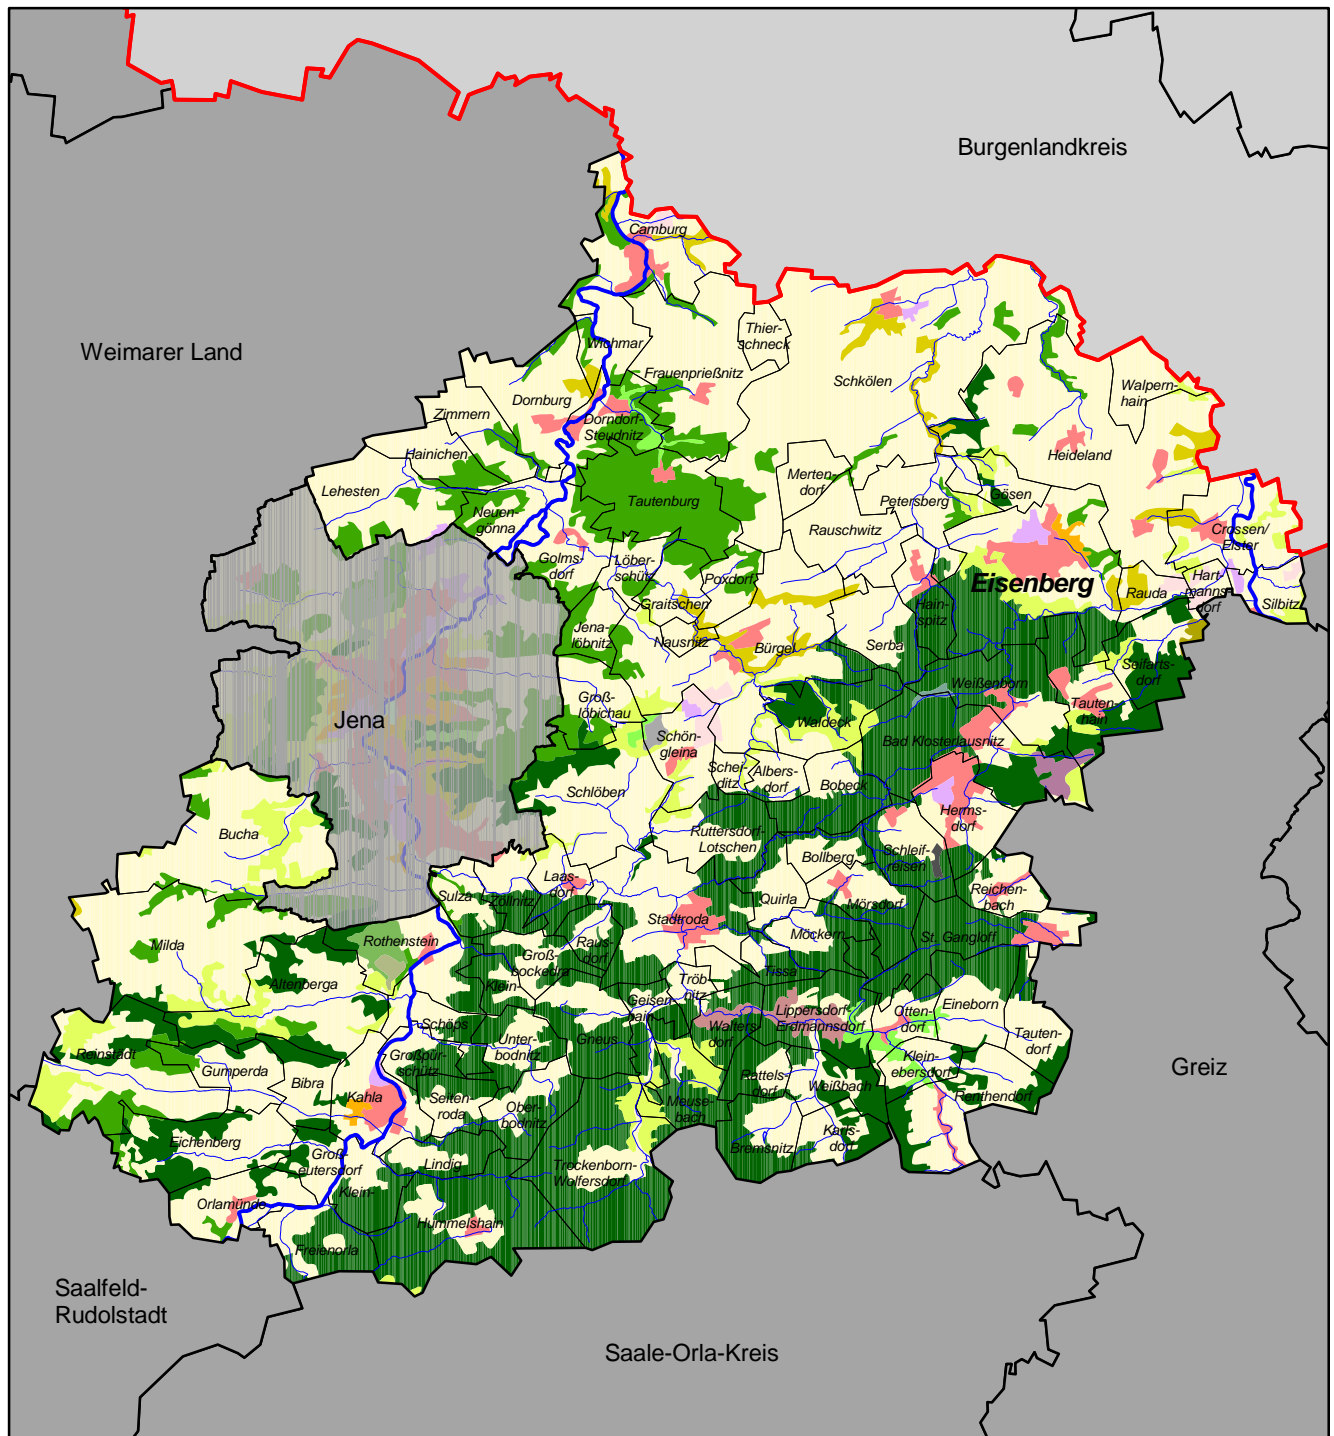 Burgenlandkreis
Camburg
Weimarer Land
Wichmar
Thier-
schneck
Frauenprießnitz
Schkölen
Walpern-
hain
Dornburg
Zimmern
Dorndorf-
Steudnitz
Hainichen
Heideland
Lehesten
Merten-
dorf
Gösen
Tautenburg
Petersberg
Neuen-
gönna
Rauschwitz
Crossen/
Elster
Golms-
dorf
Löber-
schütz
Poxdorf
Eisenberg
Hart-
manns-
dorf
Rauda
Silbitz
Graitschen
Hain-
spitz
Jena-
löbnitz
Nausnitz
Bürgel
Serba
Seifarts-
dorf
Weißenborn
Groß-
löbichau
Tauten-
hain
Jena
Waldeck
Schön-
gleina
Bad Klosterlausnitz
Schei-
ditz
Albers-
dorf
Bobeck
Schlöben
Herms-
dorf
Bucha
Ruttersdorf-
Lotschen
Bollberg
Schleif-
reisen
Laas-
dorf
Sulza
Zöllnitz
Quirla
Mörsdorf
Reichen-
bach
Stadtroda
Möckern
St. Gangloff
Milda
Rothenstein
Raus-
dorf
Groß-
bockedra
Altenberga
Klein-
Tröb-
nitz
Tissa
Geisen-
hain
Lippersdorf-
Erdmannsdorf
Eineborn
Otten-
dorf
Schöps
Walters-
dorf
Tauten-
dorf
Unter-
bodnitz
Gneus
Reinstädt
Großpür-
schütz
Klein-
ebersdorf
Gumperda
Bibra
Rattels-
dorf
Weißbach
Greiz
Kahla
Seiten-
roda
Renthendorf
Ober-
bodnitz
Meuse-
bach
Karls-
dorf
Eichenberg
Bremsnitz
Groß-
eutersdorf
Lindig
Trockenborn-
Wolfersdorf
Klein-
Orlamünde
Hummelshain
Freienorla
Saalfeld-
Rudolstadt
Saale-Orla-Kreis